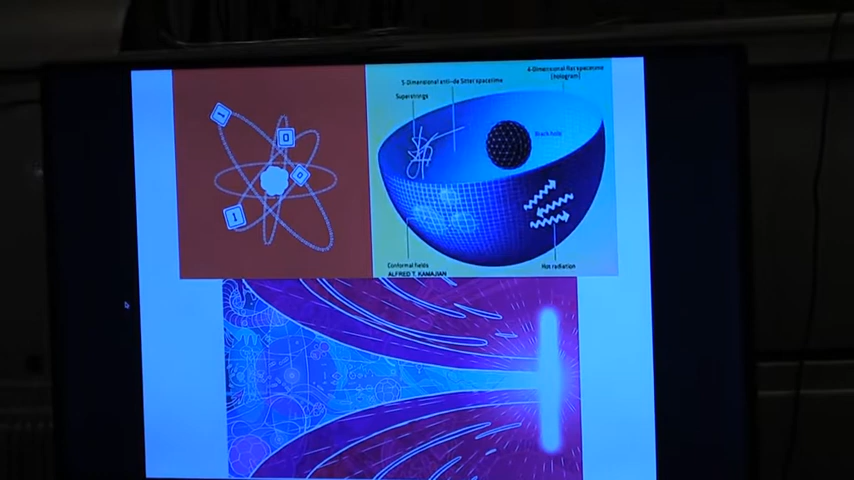 1
0
0
1
5-Dimensional anti-de Sitter spacetime
4-Dimensional flat spacetime
(hologram)
Superstrings
Black hole
Conformal fields
Hot radiation
ALFRED T. KAMAJIAN